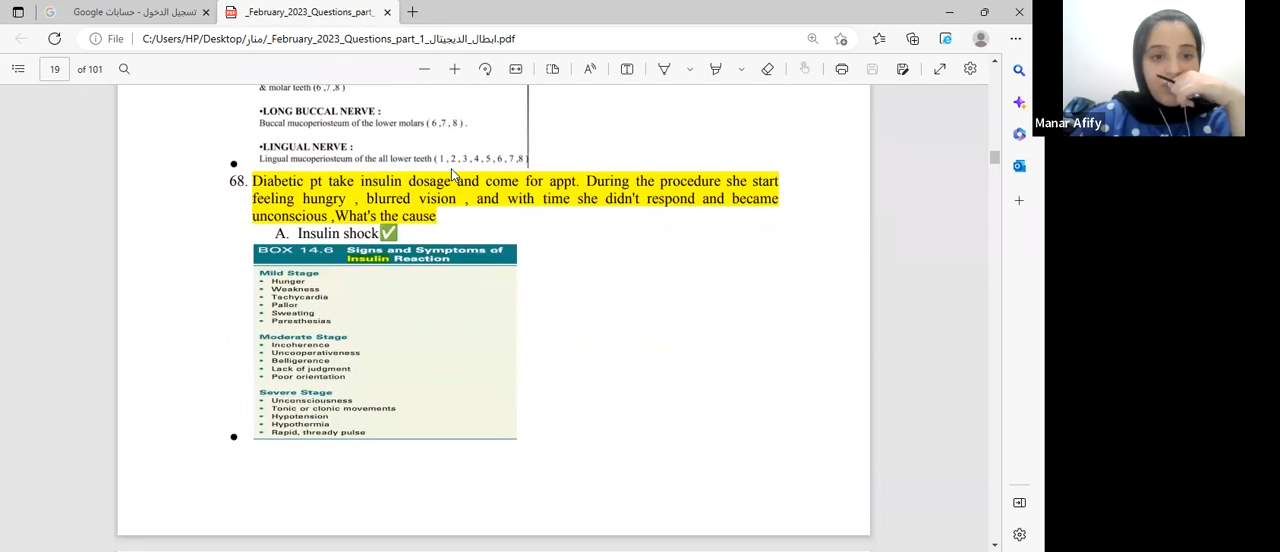 تسجيل الدخول - حسابات Google
_February_2023_Questions_part_
File
C:/Users/HP/Desktop/منار/_February_2023_Questions_part_1_ابطال_الديجيتال.pdf
19 of 101
& molar teeth (6 ,7 ,8 )
•LONG BUCCAL NERVE :
Buccal mucoperiosteum of the lower molars ( 6 ,7 , 8 ) .
•LINGUAL NERVE :
Lingual mucoperiosteum of the all lower teeth ( 1 , 2 , 3 , 4 , 5 , 6 , 7 ,8 )
68. Diabetic pt take insulin dosage and come for appt. During the procedure she start
feeling hungry , blurred vision , and with time she didn't respond and became
unconscious ,What's the cause
A. Insulin shock✅
BOX 14.6 Signs and Symptoms of
Insulin Reaction
Mild Stage
• Hunger
• Weakness
• Tachycardia
• Pallor
• Sweating
• Paresthesias
Moderate Stage
• Incoherence
• Uncooperativeness
• Belligerence
• Lack of judgment
• Poor orientation
Severe Stage
• Unconsciousness
• Tonic or clonic movements
• Hypotension
• Hypothermia
• Rapid, thready pulse
Manar Afify